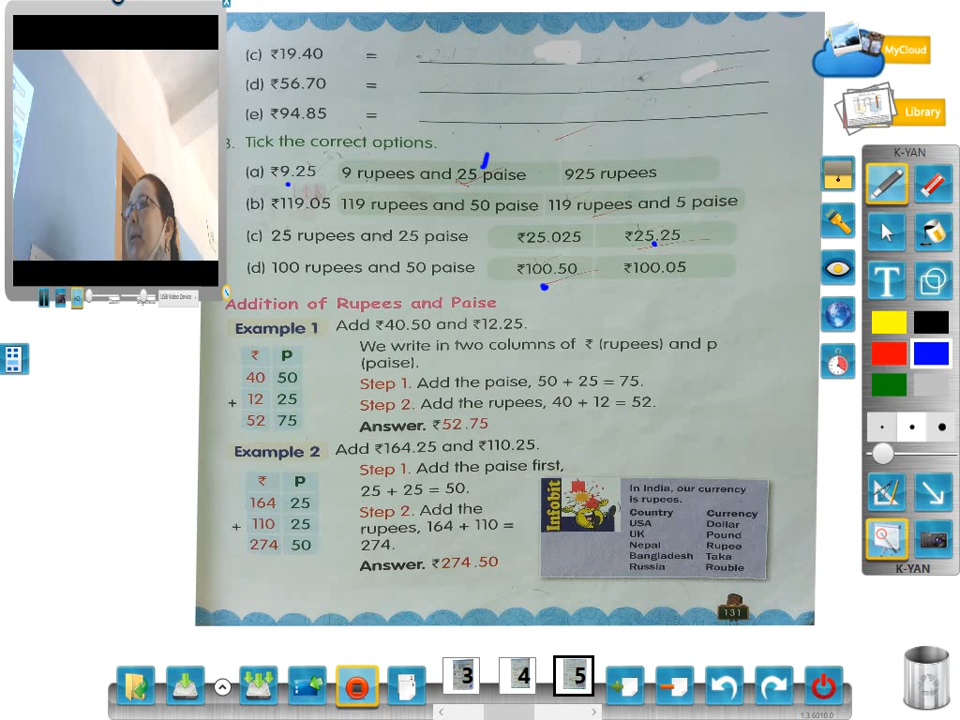 (c) ₹19.40 =
(d) ₹56.70 =
(e) ₹94.85 =
3. Tick the correct options.
(a) ₹9.25 9 rupees and 25 paise 925 rupees
(b) ₹119.05 119 rupees and 50 paise 119 rupees and 5 paise
(c) 25 rupees and 25 paise ₹25.025 ₹25.25
(d) 100 rupees and 50 paise ₹100.50 ₹100.05
Addition of Rupees and Paise
Example 1 Add ₹40.50 and ₹12.25.
We write in two columns of ₹ (rupees) and p
(paise).
₹ P
40 50
+ 12 25
52 75
Step 1. Add the paise, 50 + 25 = 75.
Step 2. Add the rupees, 40 + 12 = 52.
Answer. ₹52.75
Example 2 Add ₹164.25 and ₹110.25.
₹ P
164 25
+ 110 25
274 50
Step 1. Add the paise first,
25 + 25 = 50.
Step 2. Add the
rupees, 164 + 110 =
274.
Answer. ₹274.50
Infobit
In India, our currency
is rupees.
Country Currency
USA Dollar
UK Pound
Nepal Rupee
Bangladesh Taka
Russia Rouble
131
MyCloud
Library
K-YAN
T
K-YAN
USB Video Device
3 4 5
1.3.6010.0